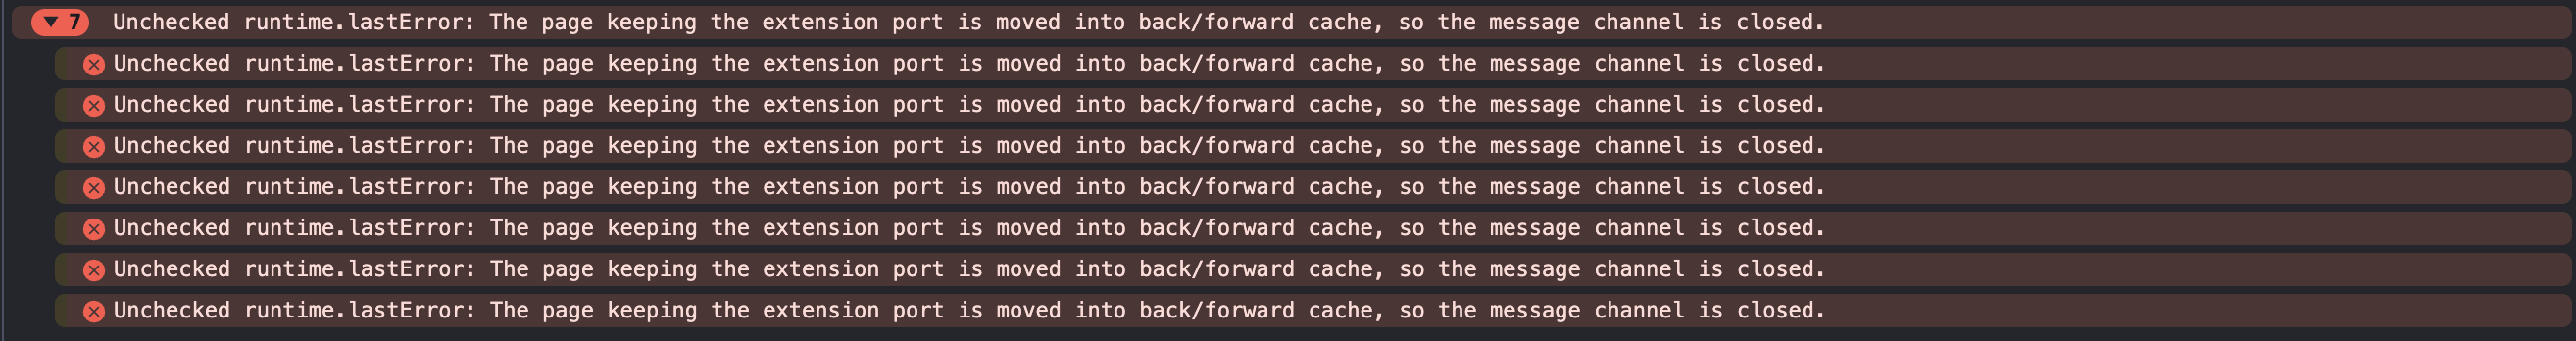 7 Unchecked runtime.lastError: The page keeping the extension port is moved into back/forward cache, so the message channel is closed.
Unchecked runtime.lastError: The page keeping the extension port is moved into back/forward cache, so the message channel is closed.
Unchecked runtime.lastError: The page keeping the extension port is moved into back/forward cache, so the message channel is closed.
Unchecked runtime.lastError: The page keeping the extension port is moved into back/forward cache, so the message channel is closed.
Unchecked runtime.lastError: The page keeping the extension port is moved into back/forward cache, so the message channel is closed.
Unchecked runtime.lastError: The page keeping the extension port is moved into back/forward cache, so the message channel is closed.
Unchecked runtime.lastError: The page keeping the extension port is moved into back/forward cache, so the message channel is closed.
Unchecked runtime.lastError: The page keeping the extension port is moved into back/forward cache, so the message channel is closed.